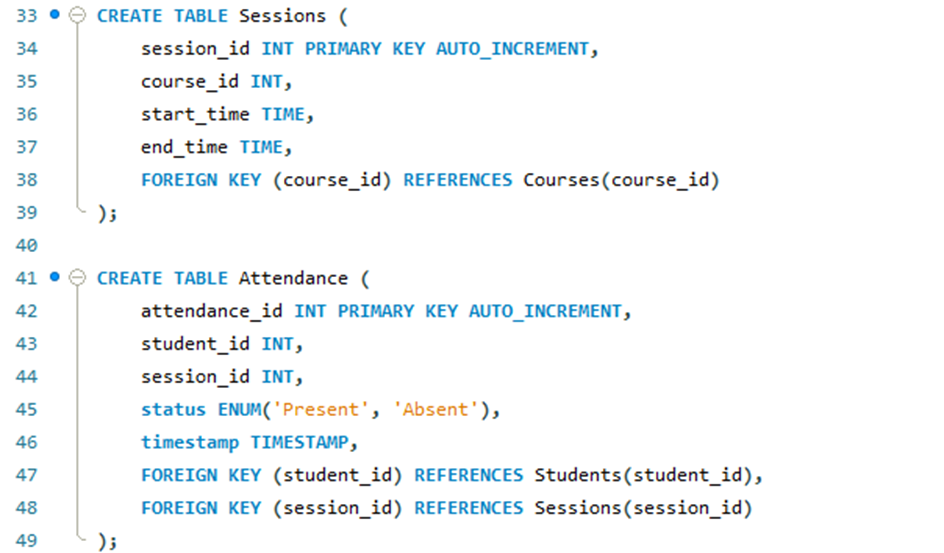 33 CREATE TABLE Sessions (
34 session_id INT PRIMARY KEY AUTO_INCREMENT,
35 course_id INT,
36 start_time TIME,
37 end_time TIME,
38 FOREIGN KEY (course_id) REFERENCES Courses(course_id)
39 );
40
41 CREATE TABLE Attendance (
42 attendance_id INT PRIMARY KEY AUTO_INCREMENT,
43 student_id INT,
44 session_id INT,
45 status ENUM('Present', 'Absent'),
46 timestamp TIMESTAMP,
47 FOREIGN KEY (student_id) REFERENCES Students(student_id),
48 FOREIGN KEY (session_id) REFERENCES Sessions(session_id)
49 );